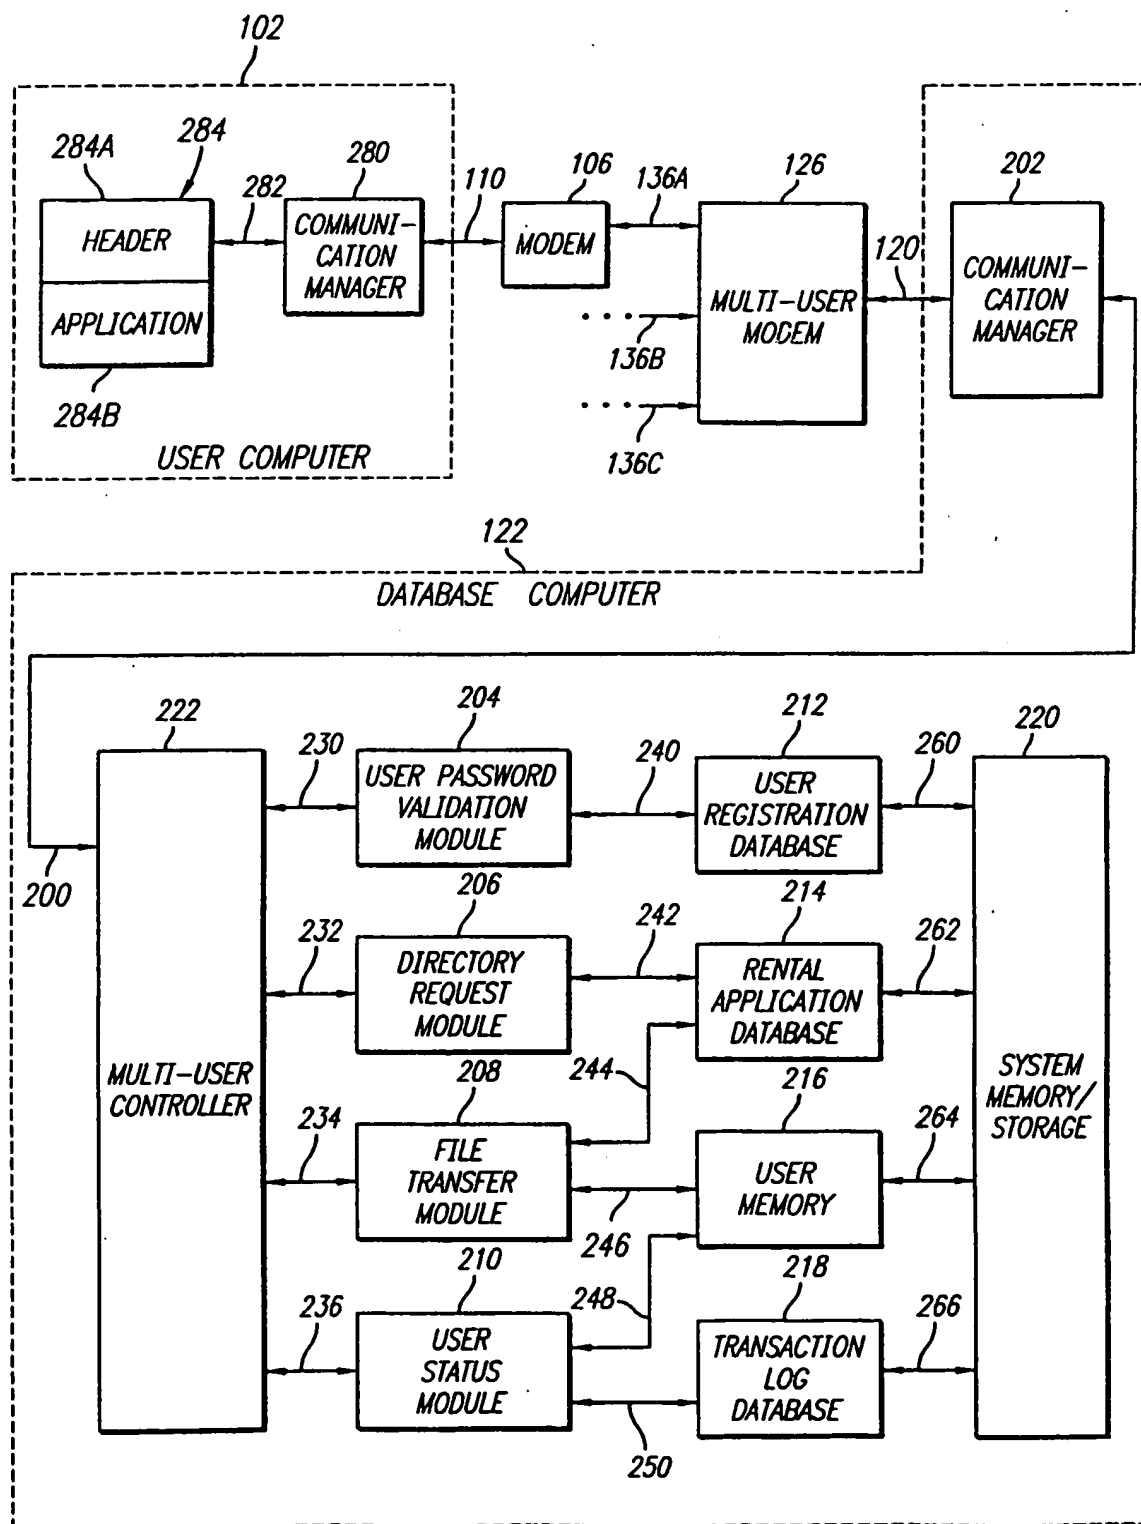 102
284A
284
282
280
110
106
136A
126
202
HEADER
APPLICATION
COMMUNI-
CATION
MANAGER
MODEM
MULTI-USER
MODEM
120
COMMUNI-
CATION
MANAGER
136B
136C
284B
USER COMPUTER
122
DATABASE COMPUTER
222
204
212
220
230
USER PASSWORD
VALIDATION
MODULE
240
USER
REGISTRATION
DATABASE
260
200
206
214
232
DIRECTORY
REQUEST
MODULE
242
RENTAL
APPLICATION
DATABASE
262
MULTI-USER
CONTROLLER
208
244
216
SYSTEM
MEMORY/
STORAGE
234
FILE
TRANSFER
MODULE
246
USER
MEMORY
264
210
248
218
236
USER
STATUS
MODULE
250
TRANSACTION
LOG
DATABASE
266